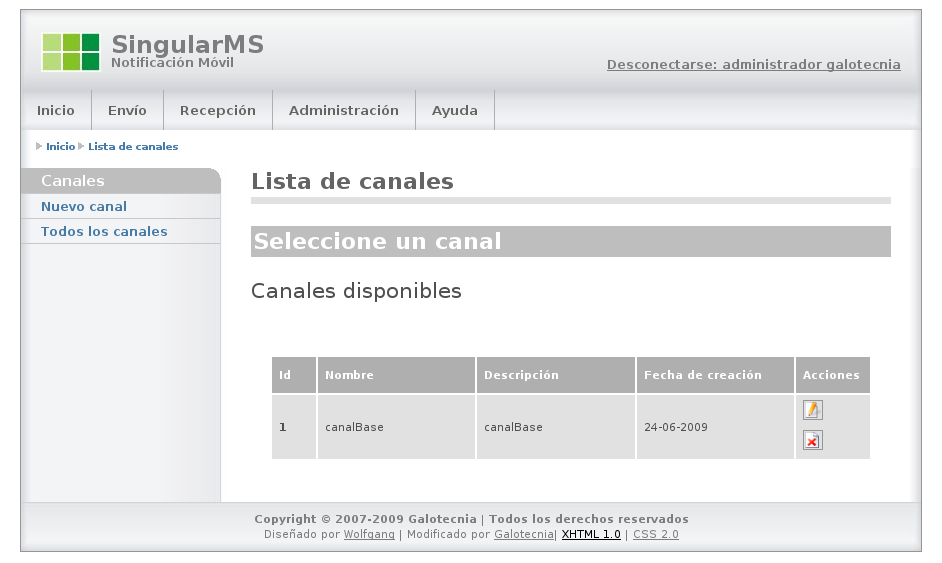 SingularMS
Notificación Móvil
Desconectarse: administrador galotecnia
Inicio Envío Recepción Administración Ayuda
Inicio Lista de canales
Canales
Nuevo canal
Todos los canales
Lista de canales
Seleccione un canal
Canales disponibles
Id Nombre Descripción Fecha de creación Acciones
1 canalBase canalBase 24-06-2009
Copyright © 2007-2009 Galotecnia | Todos los derechos reservados
Diseñado por Wolfgang | Modificado por Galotecnia| XHTML 1.0 | CSS 2.0